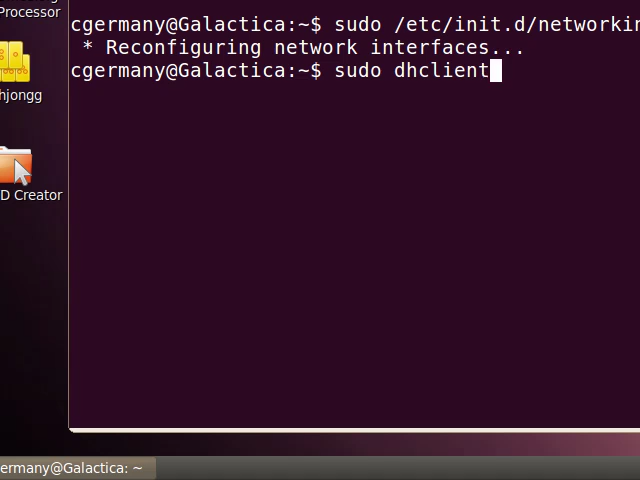 Processor
cgermany@Galactica:~$ sudo /etc/init.d/networkin
* Reconfiguring network interfaces...
cgermany@Galactica:~$ sudo dhclient
hjongg
D Creator
ermany@Galactica: ~